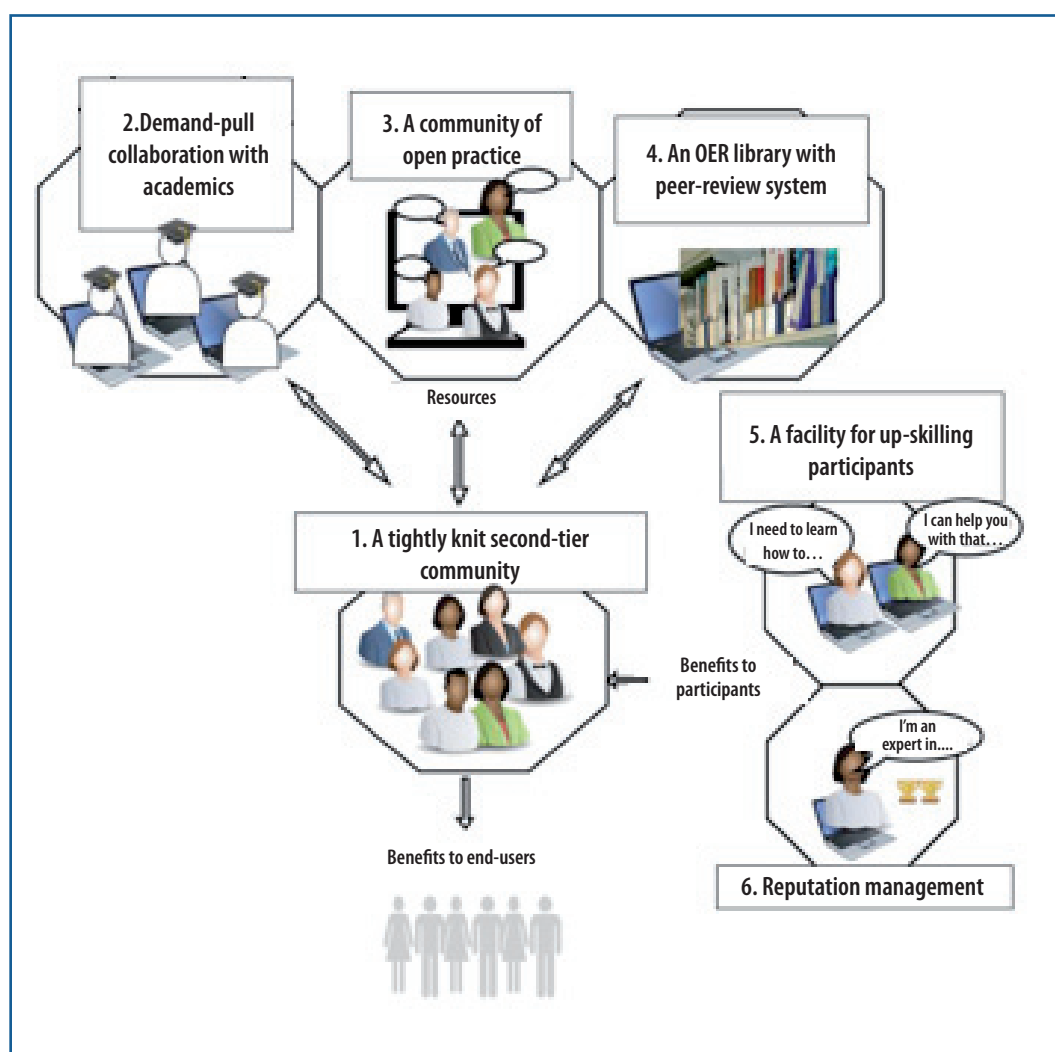 2.Demand-pull
collaboration with
academics
3. A community of
open practice
4. An OER library with
peer-review system
Resources
5. A facility for up-skilling
participants
I need to learn
how to…
I can help you
with that…
1. A tightly knit second-tier
community
Benefits to
participants
I'm an
expert in....
6. Reputation management
Benefits to end-users